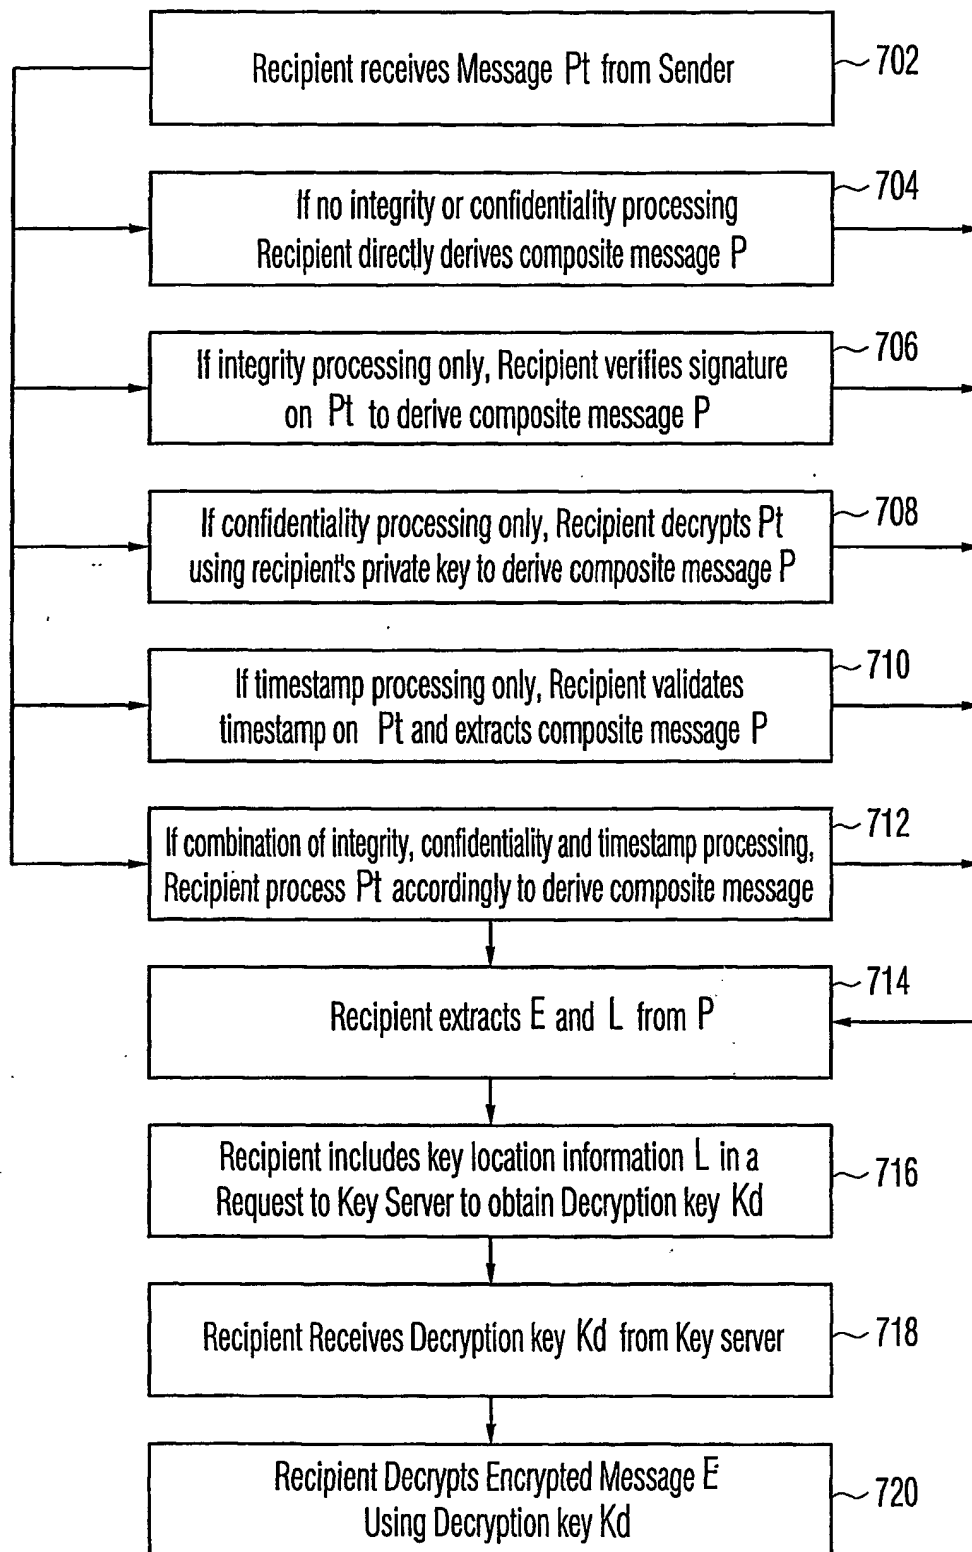 Recipient receives Message Pt from Sender
702
704
If no integrity or confidentiality processing
Recipient directly derives composite message P
706
If integrity processing only, Recipient verifies signature
on Pt to derive composite message P
708
If confidentiality processing only, Recipient decrypts Pt
using recipient's private key to derive composite message P
710
If timestamp processing only, Recipient validates
timestamp on Pt and extracts composite message P
712
If combination of integrity, confidentiality and timestamp processing,
Recipient process Pt accordingly to derive composite message
714
Recipient extracts E and L from P
Recipient includes key location information L in a
Request to Key Server to obtain Decryption key Kd
716
Recipient Receives Decryption key Kd from Key server
718
Recipient Decrypts Encrypted Message E
Using Decryption key Kd
720